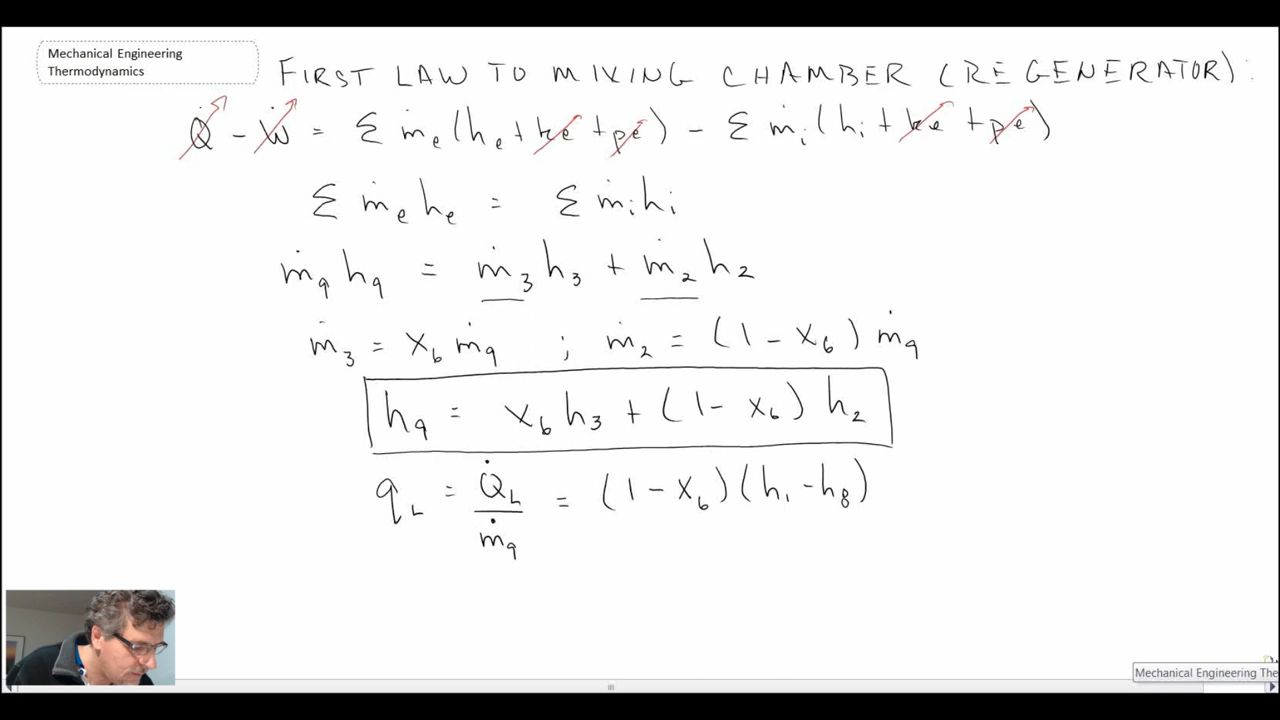 Mechanical Engineering
Thermodynamics
FIRST LAW TO MIXING CHAMBER (REGENERATOR):
Q̇ - Ẇ = Σ ṁe (he + ke + pe) - Σ ṁi (hi + ke + pe)
Σ ṁe he = Σ ṁi hi
ṁ9 h9 = ṁ3 h3 + ṁ2 h2
ṁ3 = x6 ṁ9 ; ṁ2 = (1 - x6) ṁ9
h9 = x6 h3 + (1 - x6) h2
qL = Q̇L / ṁ9 = (1 - x6) (h1 - h8)
Mechanical Engineering The